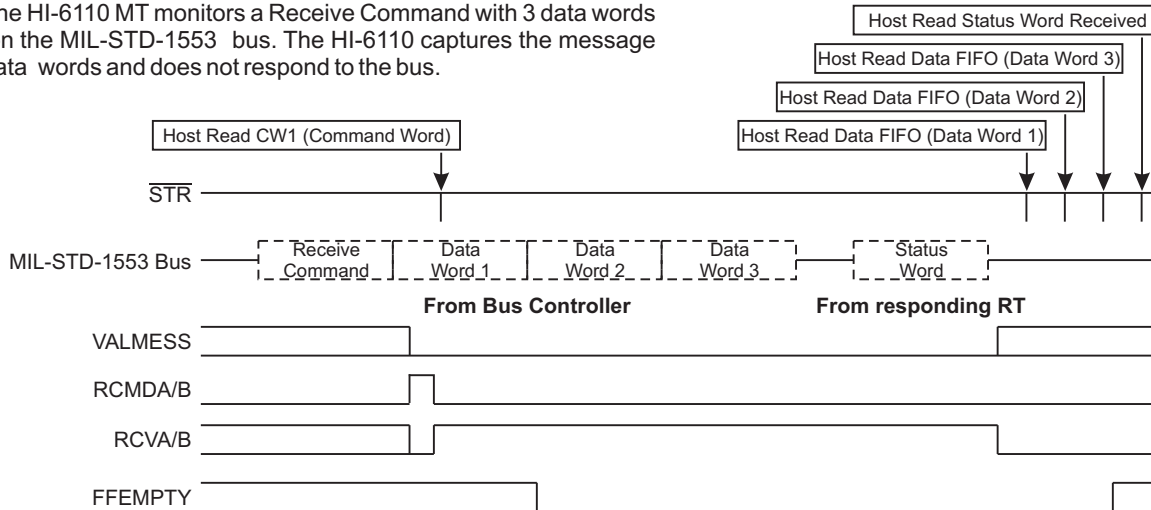 he HI-6110 MT monitors a Receive Command with 3 data words
n the MIL-STD-1553 bus. The HI-6110 captures the message
ata words and does not respond to the bus.
Host Read Status Word Received
Host Read Data FIFO (Data Word 3)
Host Read Data FIFO (Data Word 2)
Host Read CW1 (Command Word)
Host Read Data FIFO (Data Word 1)
STR
MIL-STD-1553 Bus
Receive
Command
Data
Word 1
Data
Word 2
Data
Word 3
Status
Word
From Bus Controller
From responding RT
VALMESS
RCMDA/B
RCVA/B
FFEMPTY